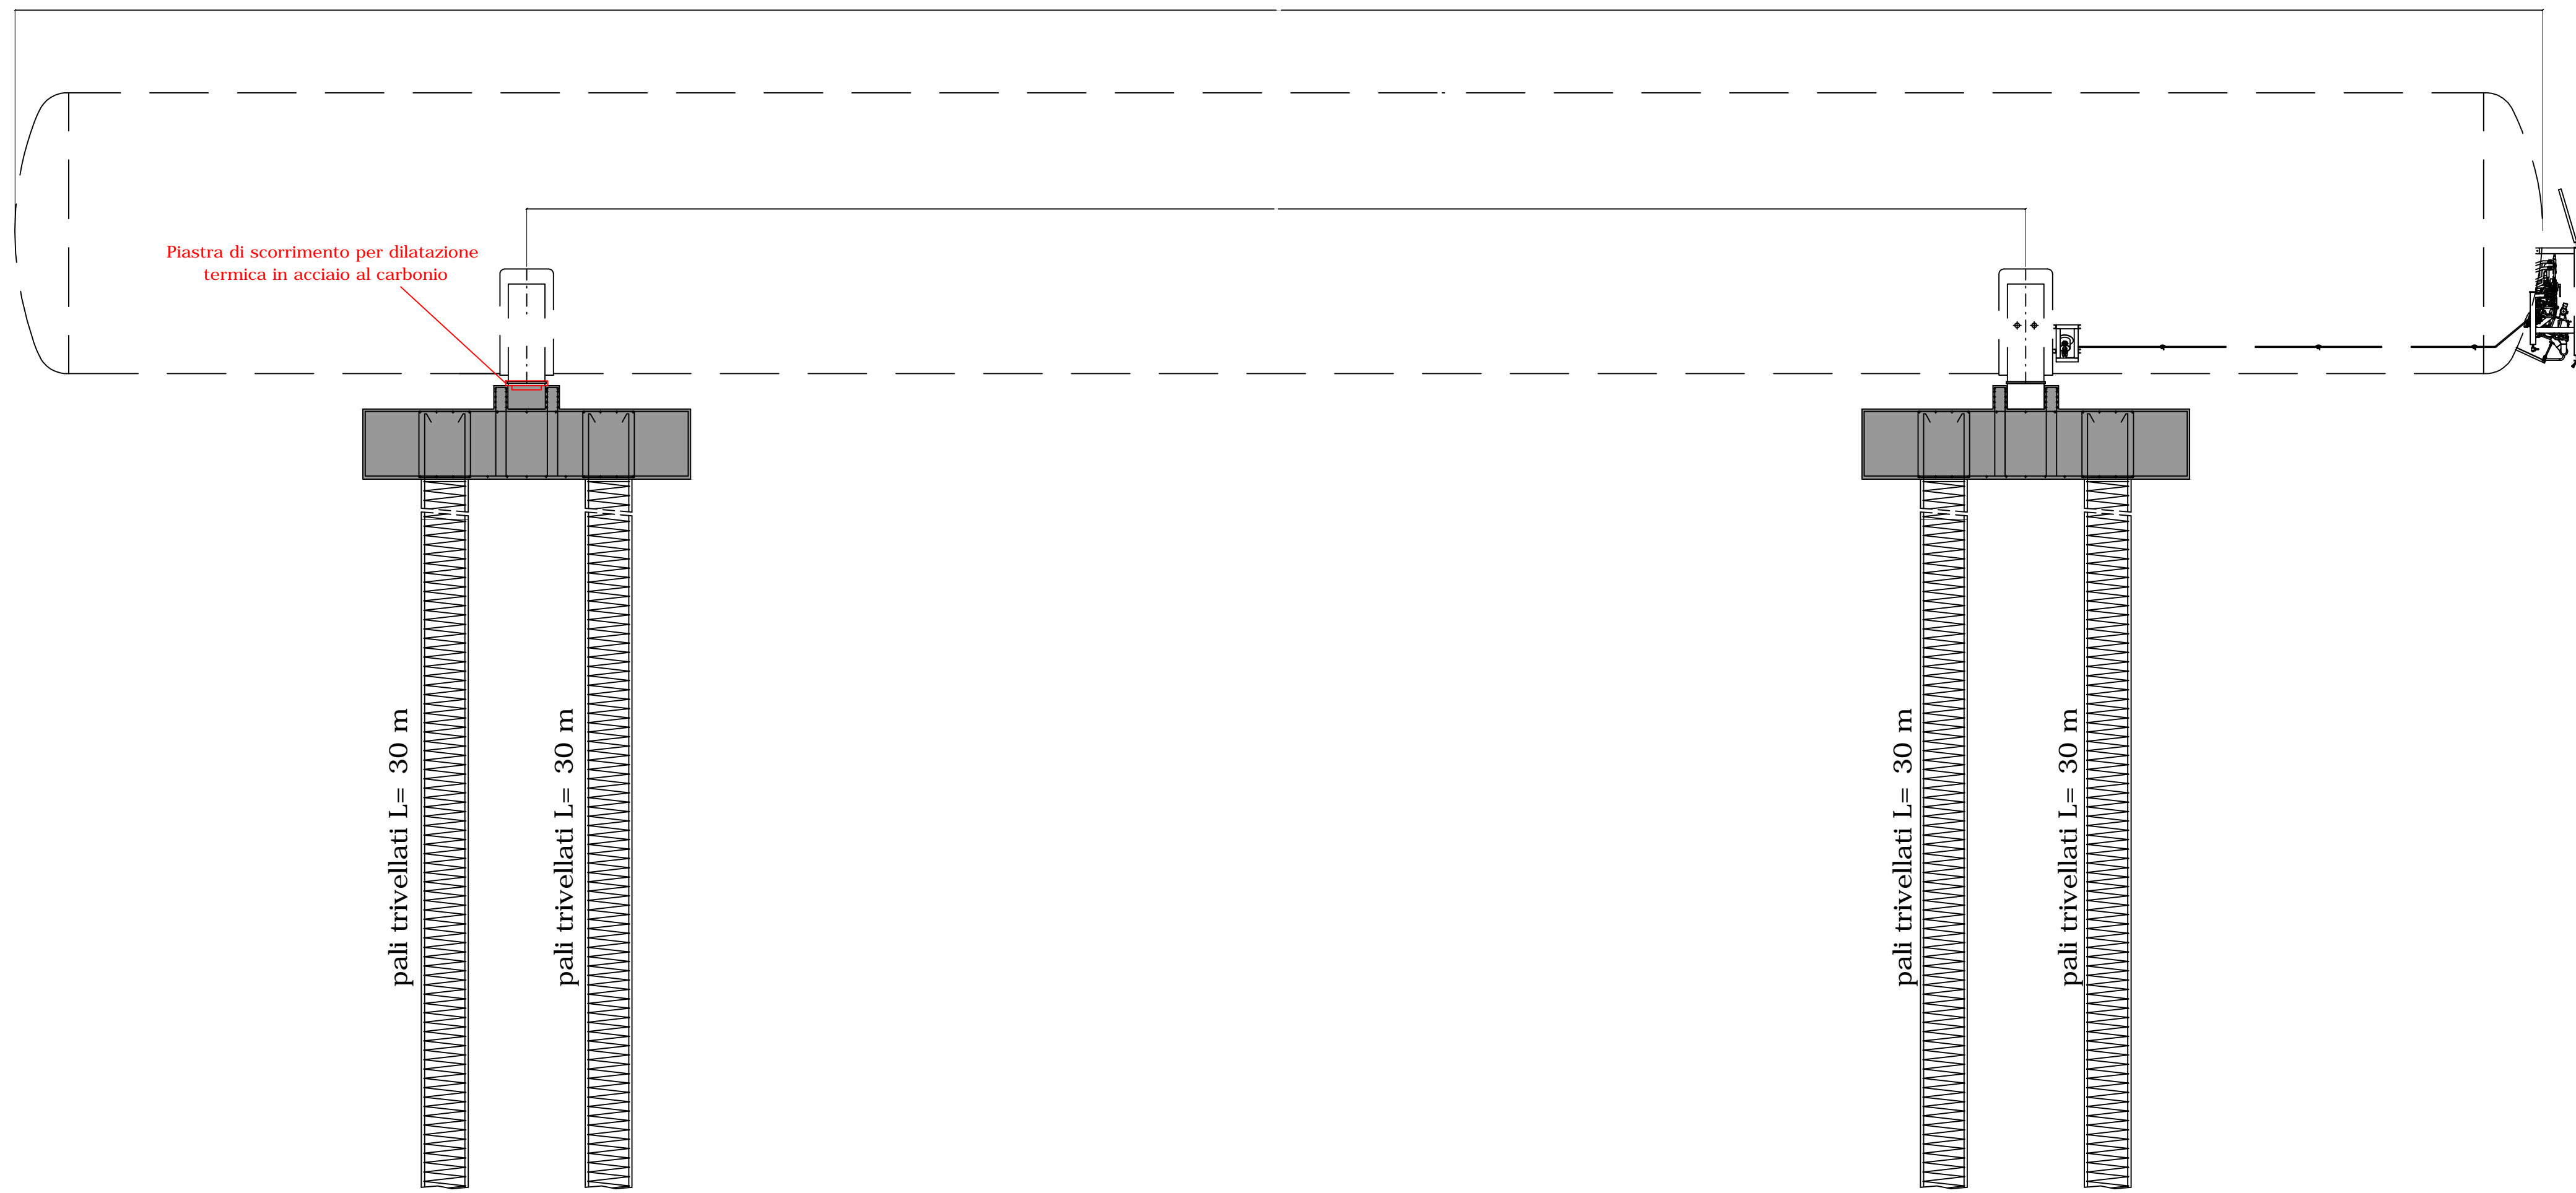 Piastra di scorrimento per dilatazione
termica in acciaio al carbonio
pali trivellati L= 30 m
pali trivellati L= 30 m
pali trivellati L= 30 m
pali trivellati L= 30 m